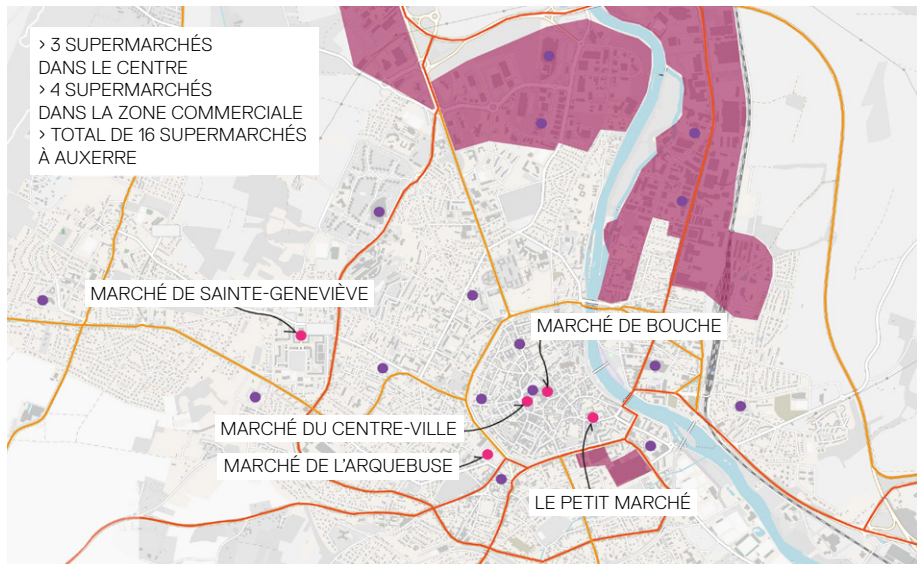 > 3 SUPERMARCHÉS
DANS LE CENTRE
> 4 SUPERMARCHÉS
DANS LA ZONE COMMERCIALE
> TOTAL DE 16 SUPERMARCHÉS
À AUXERRE
MARCHÉ DE SAINTE-GENEVIÈVE
MARCHÉ DE BOUCHE
MARCHÉ DU CENTRE-VILLE
MARCHÉ DE L'ARQUEBUSE
LE PETIT MARCHÉ